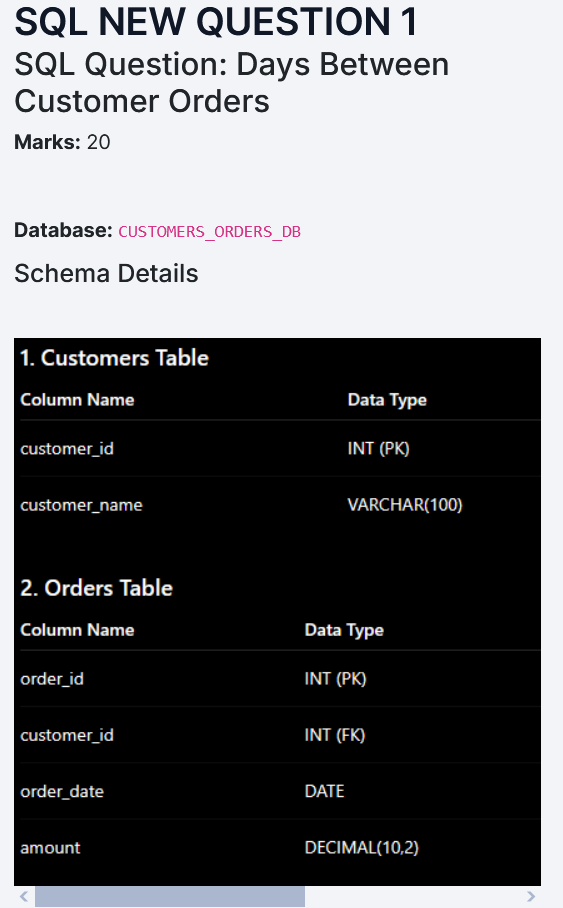 SQL NEW QUESTION 1
SQL Question: Days Between
Customer Orders
Marks: 20
Database: CUSTOMERS_ORDERS_DB
Schema Details
1. Customers Table
Column Name Data Type
customer_id INT (PK)
customer_name VARCHAR(100)
2. Orders Table
Column Name Data Type
order_id INT (PK)
customer_id INT (FK)
order_date DATE
amount DECIMAL(10,2)